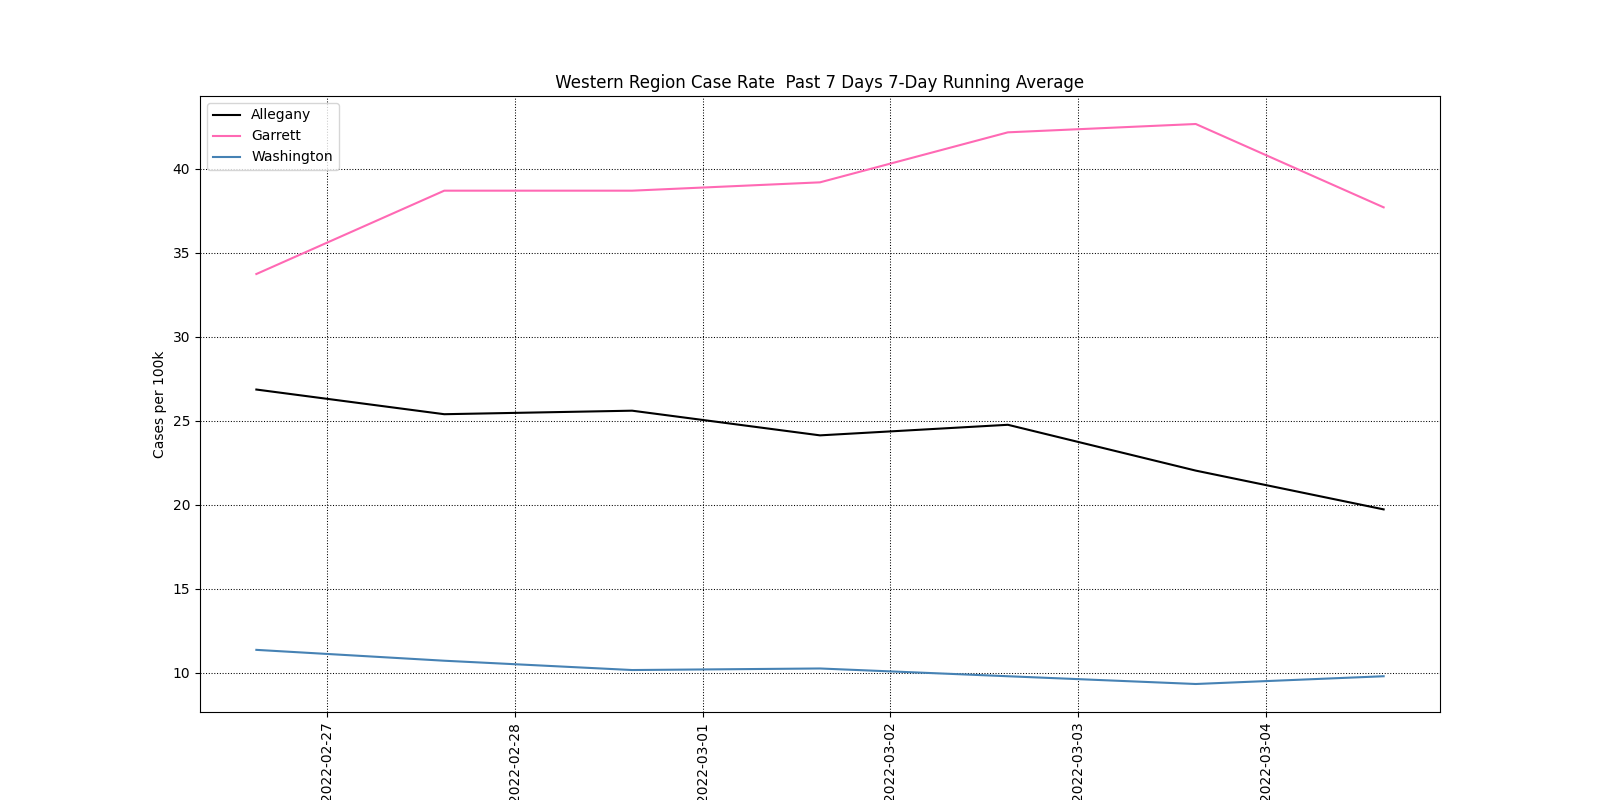 Western Region Case Rate  Past 7 Days 7-Day Running Average
Allegany
Garrett
Washington
40
35
30
25
20
15
10
Cases per 100k
2022-02-27
2022-02-28
2022-03-01
2022-03-02
2022-03-03
2022-03-04